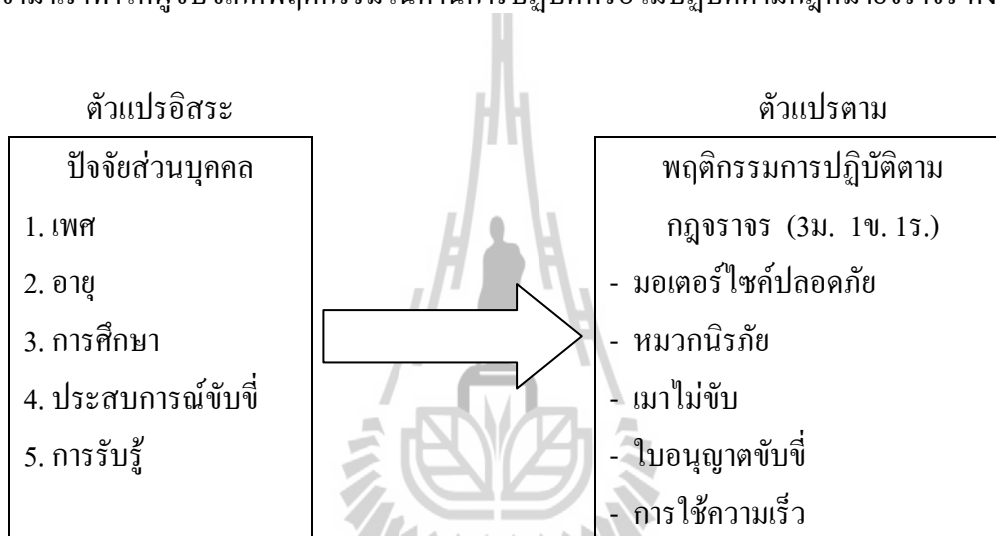 ตัวแปรอิสระ
ปัจจัยส่วนบุคคล
1. เพศ
2. อายุ
3. การศึกษา
4. ประสบการณ์ขับขี่
5. การรับรู้
ตัวแปรตาม
พฤติกรรมการปฏิบัติตาม
กฎจราจร (3ม. 1ข. 1ร.)
- มอเตอร์ไซค์ปลอดภัย
- หมวกนิรภัย
- เมาไม่ขับ
- ใบอนุญาตขับขี่
- การใช้ความเร็ว